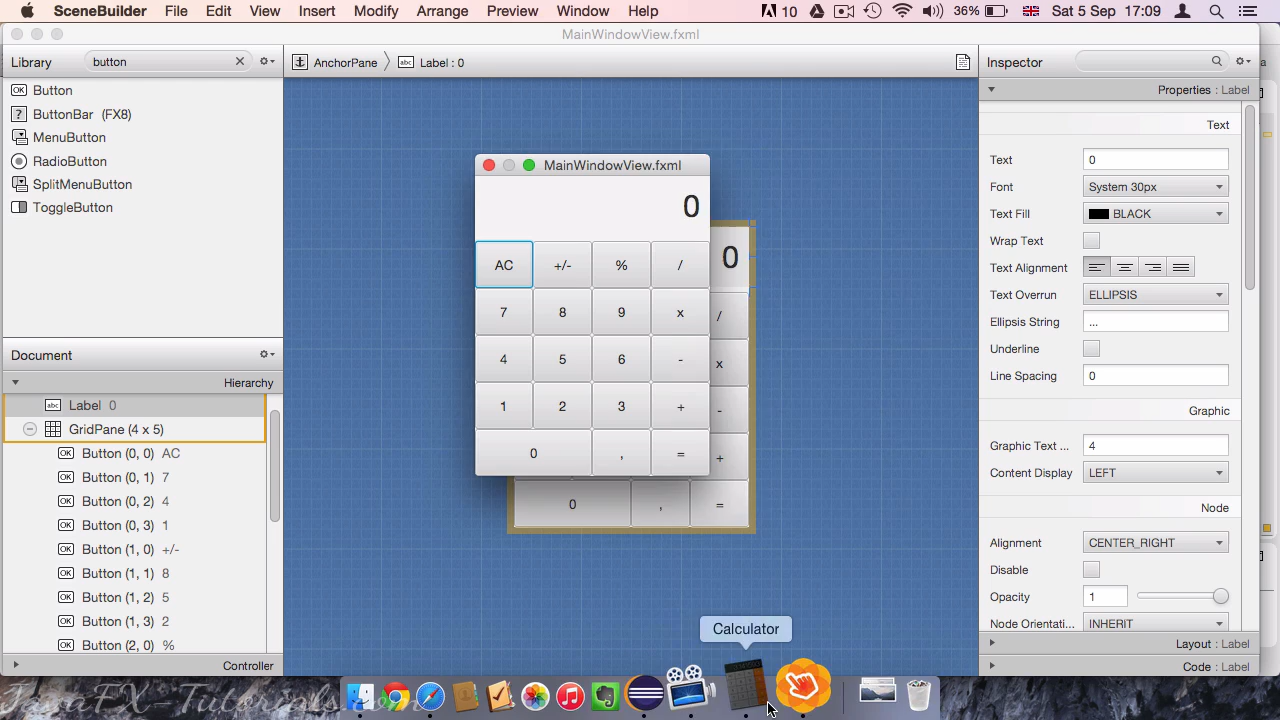 SceneBuilder File Edit View Insert Modify Arrange Preview Window Help 10 36% Sat 5 Sep 17:09
MainWindowView.fxml
Library button
AnchorPane Label : 0
Inspector
Button
ButtonBar (FX8)
MenuButton
RadioButton
SplitMenuButton
ToggleButton
Document
Hierarchy
Label 0
GridPane (4 x 5)
Button (0, 0) AC
Button (0, 1) 7
Button (0, 2) 4
Button (0, 3) 1
Button (1, 0) +/-
Button (1, 1) 8
Button (1, 2) 5
Button (1, 3) 2
Button (2, 0) %
Controller
MainWindowView.fxml
0
AC +/- % /
7 8 9 x
4 5 6 -
1 2 3 +
0 , =
0
/
x
-
+
0 , =
Properties : Label
Text
Text 0
Font System 30px
Text Fill BLACK
Wrap Text
Text Alignment
Text Overrun ELLIPSIS
Ellipsis String ...
Underline
Line Spacing 0
Graphic
Graphic Text ... 4
Content Display LEFT
Node
Alignment CENTER_RIGHT
Disable
Opacity 1
Node Orientati... INHERIT
Layout : Label
Code : Label
Calculator